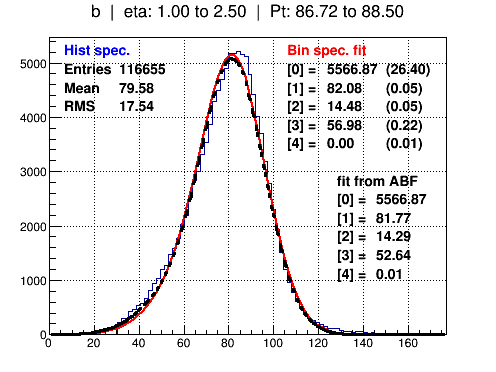 b | eta: 1.00 to 2.50 | Pt: 86.72 to 88.50
Hist spec.
Entries 116655
Mean 79.58
RMS 17.54
Bin spec. fit
[0] = 5566.87 (26.40)
[1] = 82.08 (0.05)
[2] = 14.48 (0.05)
[3] = 56.98 (0.22)
[4] = 0.00 (0.01)
fit from ABF
[0] = 5566.87
[1] = 81.77
[2] = 14.29
[3] = 52.64
[4] = 0.01
5000
4000
3000
2000
1000
0
0 20 40 60 80 100 120 140 160